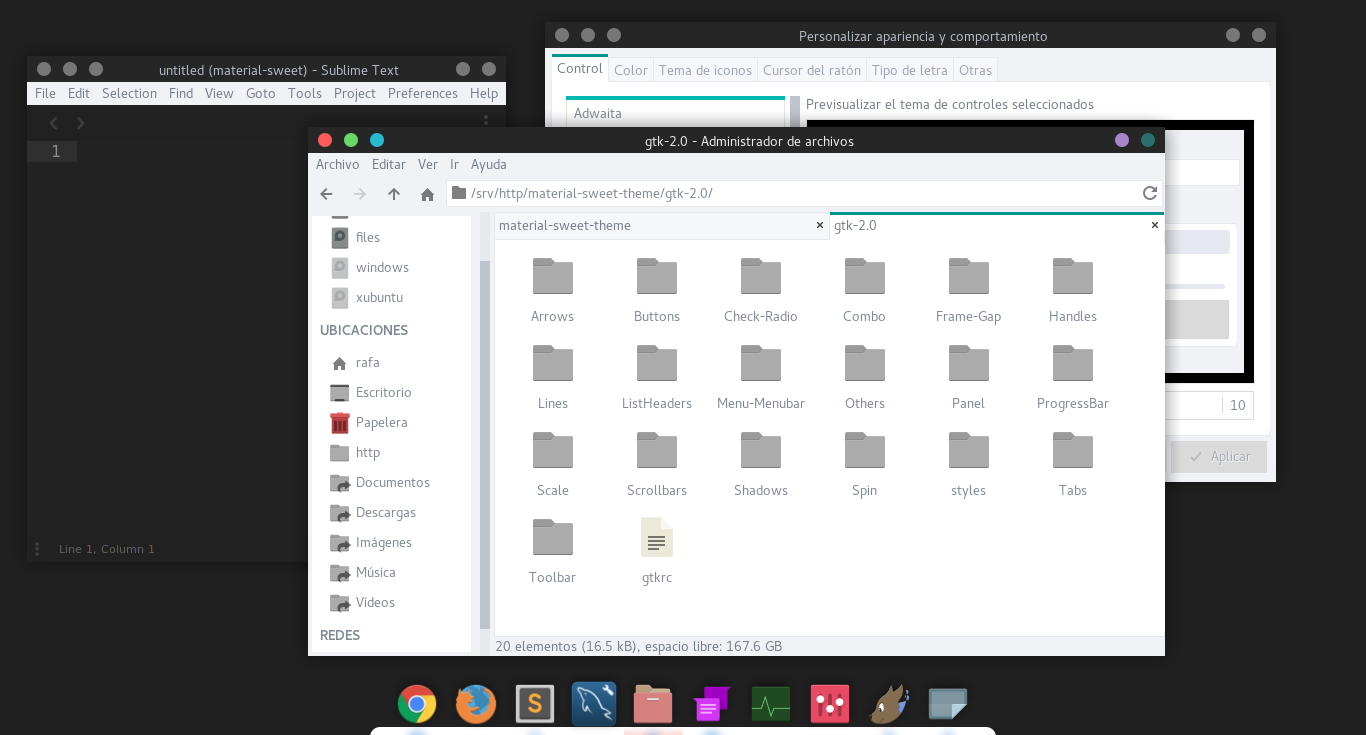 Personalizar apariencia y comportamiento
Control Color Tema de iconos Cursor del ratón Tipo de letra Otras
Adwaita
Previsualizar el tema de controles seleccionados
10
Aplicar
untitled (material-sweet) - Sublime Text
File Edit Selection Find View Goto Tools Project Preferences Help
1
Line 1, Column 1
gtk-2.0 - Administrador de archivos
Archivo Editar Ver Ir Ayuda
/srv/http/material-sweet-theme/gtk-2.0/
files
windows
xubuntu
UBICACIONES
rafa
Escritorio
Papelera
http
Documentos
Descargas
Imágenes
Música
Vídeos
REDES
material-sweet-theme gtk-2.0
Arrows Buttons Check-Radio Combo Frame-Gap Handles
Lines ListHeaders Menu-Menubar Others Panel ProgressBar
Scale Scrollbars Shadows Spin styles Tabs
Toolbar gtkrc
20 elementos (16.5 kB), espacio libre: 167.6 GB
S